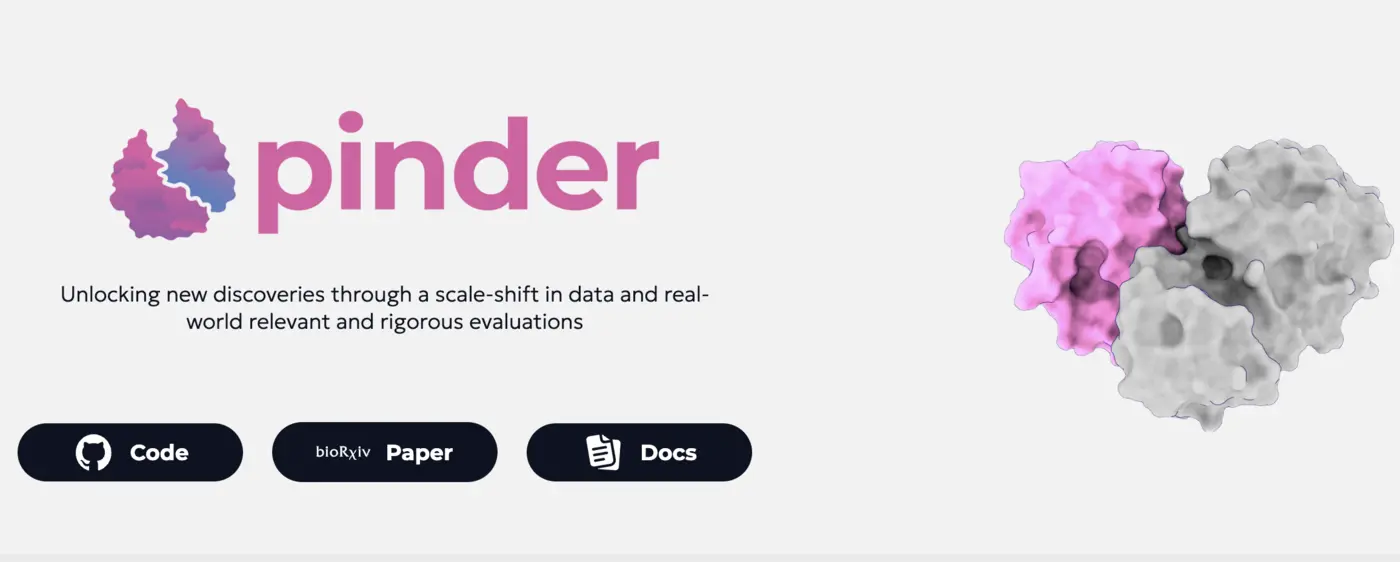 pinder
Unlocking new discoveries through a scale-shift in data and real-
world relevant and rigorous evaluations
Code
bioRχiv Paper
Docs